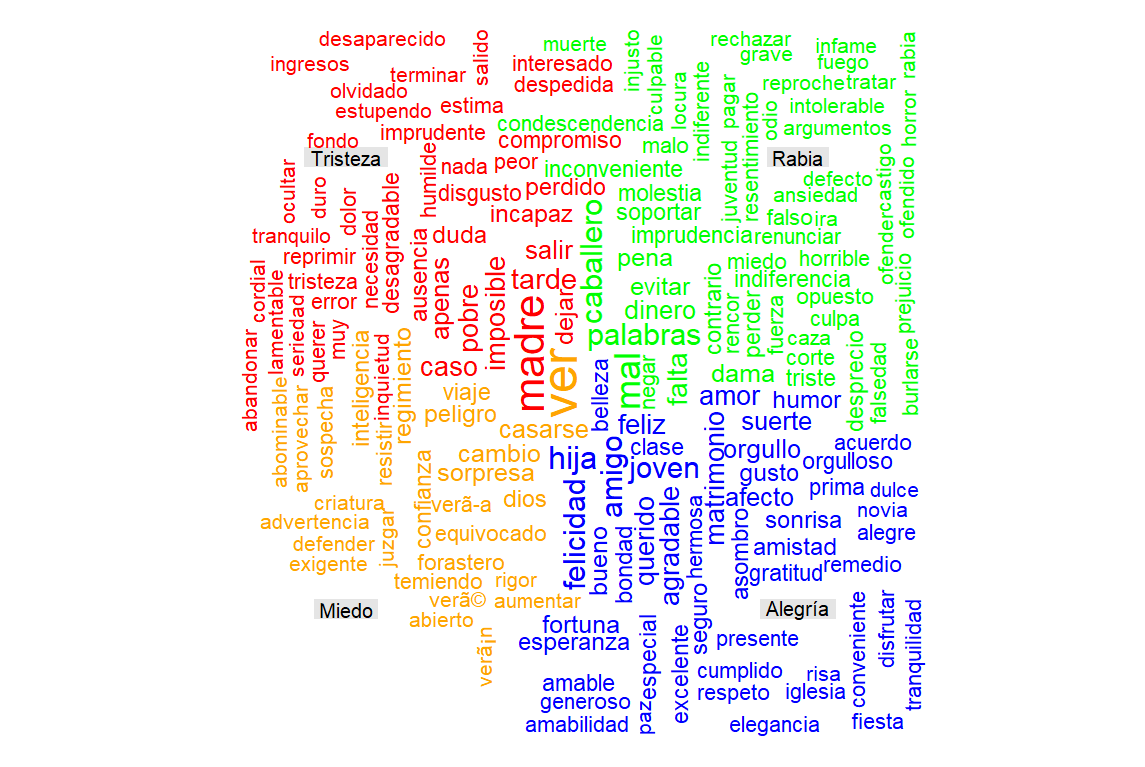 desaparecido
ingresos
terminar
salido
olvidado
estupendo
estima
fondo
imprudente
Tristeza
muerte
interesado
despedida
condescendencia
compromiso
nada
peor
inconveniente
humilde
disgusto
perdido
incapaz
ocultar
duro
dolor
necesidad
desagradable
tranquilo
reprimir
ausencia
duda
salir
cordial
lamentable
tristeza
error
apenas
pobre
imposible
tarde
dejare
madre
abandonar
seriedad
querer
muy
inquietud
caso
injusto
culpable
locura
indiferente
rechazar
grave
infame
fuego
rabia
reproche
tratar
pagar
odio
intolerable
argumentos
horror
malo
juventud
resentimiento
Rabia
defecto
castigo
ofendido
ofender
molestia
ansiedad
soportar
falso
ira
caballero
imprudencia
renunciar
pena
miedo
horrible
indiferencia
evitar
dinero
contrario
rencor
perder
fuerza
opuesto
prejuicio
palabras
culpa
caza
corte
triste
mal
negar
falta
dama
desprecio
falsedad
burlarse
ver
abominable
aprovechar
sospecha
inteligencia
resistir
regimiento
viaje
peligro
casarse
cambio
sorpresa
confianza
verã-a
dios
criatura
advertencia
juzgar
equivocado
defender
exigente
forastero
temiendo
rigor
verã©
aumentar
Miedo
abierto
verã¡n
belleza
amor
humor
feliz
suerte
clase
hija
amigo
joven
matrimonio
orgullo
acuerdo
orgulloso
gusto
felicidad
afecto
prima
dulce
bueno
bondad
querido
agradable
hermosa
asombro
sonrisa
novia
amistad
alegre
gratitud
remedio
Alegría
fortuna
esperanza
especial
seguro
presente
conveniente
disfrutar
tranquilidad
amable
generoso
amabilidad
paz
excelente
cumplido
respeto
risa
iglesia
elegancia
fiesta